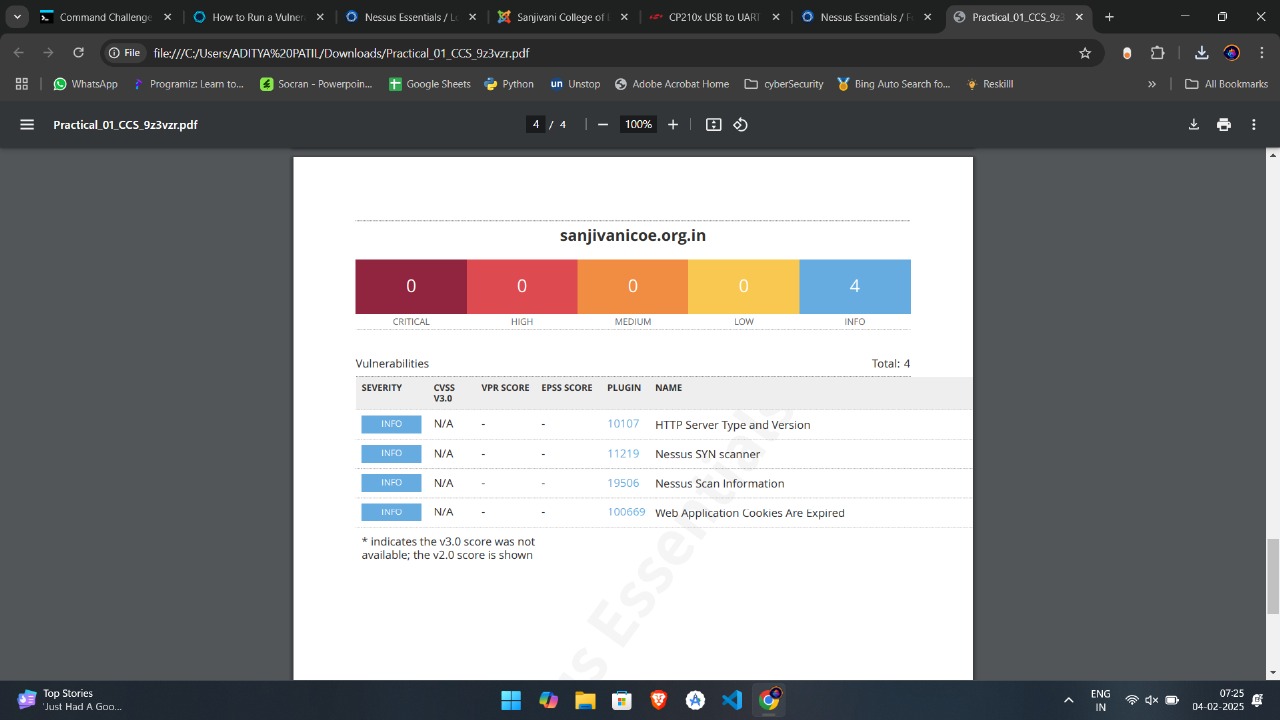 Command Challenge
How to Run a Vulner
Nessus Essentials / L
Sanjivani College of
CP210x USB to UART
Nessus Essentials / F
Practical_01_CCS_9z3
File
file:///C:/Users/ADITYA%20PATIL/Downloads/Practical_01_CCS_9z3vzr.pdf
WhatsApp
Programiz: Learn to...
Socran - Powerpoin...
Google Sheets
Python
un Unstop
Adobe Acrobat Home
cyberSecurity
Bing Auto Search fo...
Reskilll
»
All Bookmarks
Practical_01_CCS_9z3vzr.pdf
4 / 4
100%
sanjivanicoe.org.in
0 0 0 0 4
CRITICAL HIGH MEDIUM LOW INFO
Vulnerabilities Total: 4
SEVERITY CVSS V3.0 VPR SCORE EPSS SCORE PLUGIN NAME
INFO N/A - - 10107 HTTP Server Type and Version
INFO N/A - - 11219 Nessus SYN scanner
INFO N/A - - 19506 Nessus Scan Information
INFO N/A - - 100669 Web Application Cookies Are Expired
* indicates the v3.0 score was not
available; the v2.0 score is shown
Essentials
Top Stories
'Just Had A Goo...
ENG
IN
07:25
04-02-2025